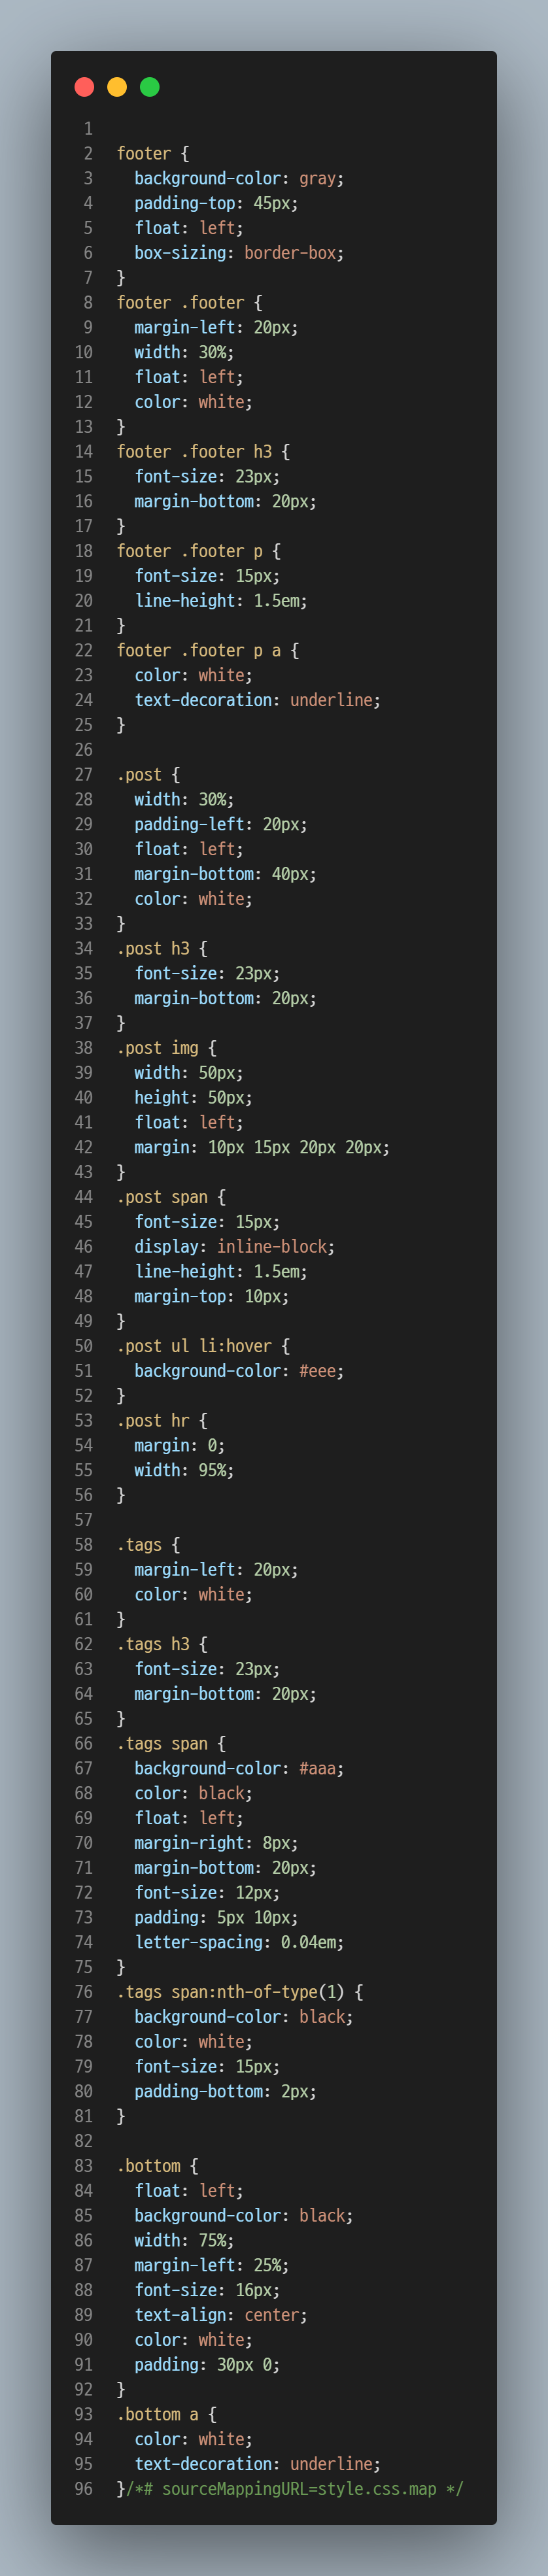 1
2 footer {
3   background-color: gray;
4   padding-top: 45px;
5   float: left;
6   box-sizing: border-box;
7 }
8 footer .footer {
9   margin-left: 20px;
10   width: 30%;
11   float: left;
12   color: white;
13 }
14 footer .footer h3 {
15   font-size: 23px;
16   margin-bottom: 20px;
17 }
18 footer .footer p {
19   font-size: 15px;
20   line-height: 1.5em;
21 }
22 footer .footer p a {
23   color: white;
24   text-decoration: underline;
25 }
26
27 .post {
28   width: 30%;
29   padding-left: 20px;
30   float: left;
31   margin-bottom: 40px;
32   color: white;
33 }
34 .post h3 {
35   font-size: 23px;
36   margin-bottom: 20px;
37 }
38 .post img {
39   width: 50px;
40   height: 50px;
41   float: left;
42   margin: 10px 15px 20px 20px;
43 }
44 .post span {
45   font-size: 15px;
46   display: inline-block;
47   line-height: 1.5em;
48   margin-top: 10px;
49 }
50 .post ul li:hover {
51   background-color: #eee;
52 }
53 .post hr {
54   margin: 0;
55   width: 95%;
56 }
57
58 .tags {
59   margin-left: 20px;
60   color: white;
61 }
62 .tags h3 {
63   font-size: 23px;
64   margin-bottom: 20px;
65 }
66 .tags span {
67   background-color: #aaa;
68   color: black;
69   float: left;
70   margin-right: 8px;
71   margin-bottom: 20px;
72   font-size: 12px;
73   padding: 5px 10px;
74   letter-spacing: 0.04em;
75 }
76 .tags span:nth-of-type(1) {
77   background-color: black;
78   color: white;
79   font-size: 15px;
80   padding-bottom: 2px;
81 }
82
83 .bottom {
84   float: left;
85   background-color: black;
86   width: 75%;
87   margin-left: 25%;
88   font-size: 16px;
89   text-align: center;
90   color: white;
91   padding: 30px 0;
92 }
93 .bottom a {
94   color: white;
95   text-decoration: underline;
96 }/*# sourceMappingURL=style.css.map */